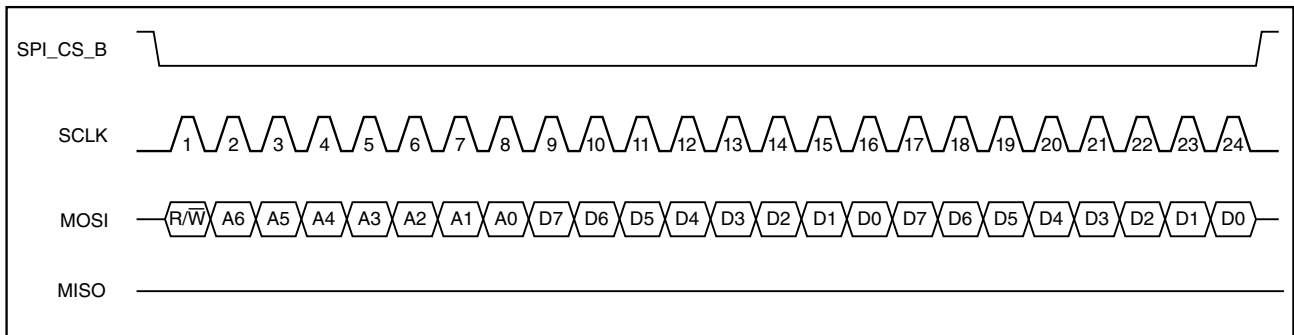 SPI_CS_B
SCLK 1 2 3 4 5 6 7 8 9 10 11 12 13 14 15 16 17 18 19 20 21 22 23 24
MOSI R/W̅ A6 A5 A4 A3 A2 A1 A0 D7 D6 D5 D4 D3 D2 D1 D0 D7 D6 D5 D4 D3 D2 D1 D0
MISO